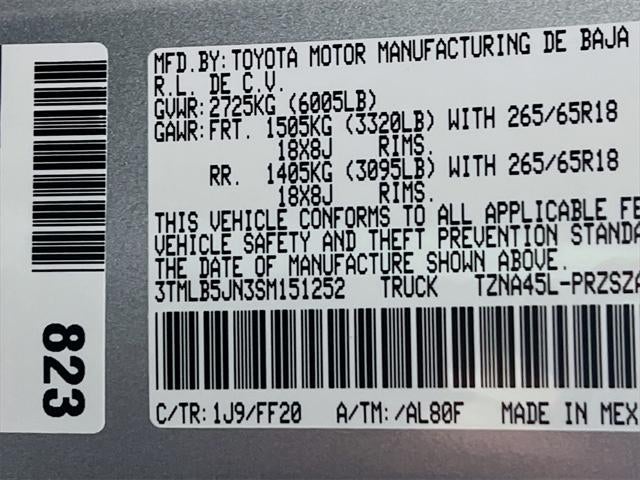 MFD.BY: TOYOTA MOTOR MANUFACTURING DE BAJA
R.L. DE C.V.
GVWR: 2725KG (6005LB)
GAWR: FRT. 1505KG (3320LB) WITH 265/65R18
18X8J RIMS.
RR. 1405KG (3095LB) WITH 265/65R18
18X8J RIMS.
THIS VEHICLE CONFORMS TO ALL APPLICABLE FE
VEHICLE SAFETY AND THEFT PREVENTION STANDA
THE DATE OF MANUFACTURE SHOWN ABOVE.
3TMLB5JN3SM151252 TRUCK TZNA45L-PRZSZA
C/TR: 1J9/FF20 A/TM: /AL80F MADE IN MEX
823